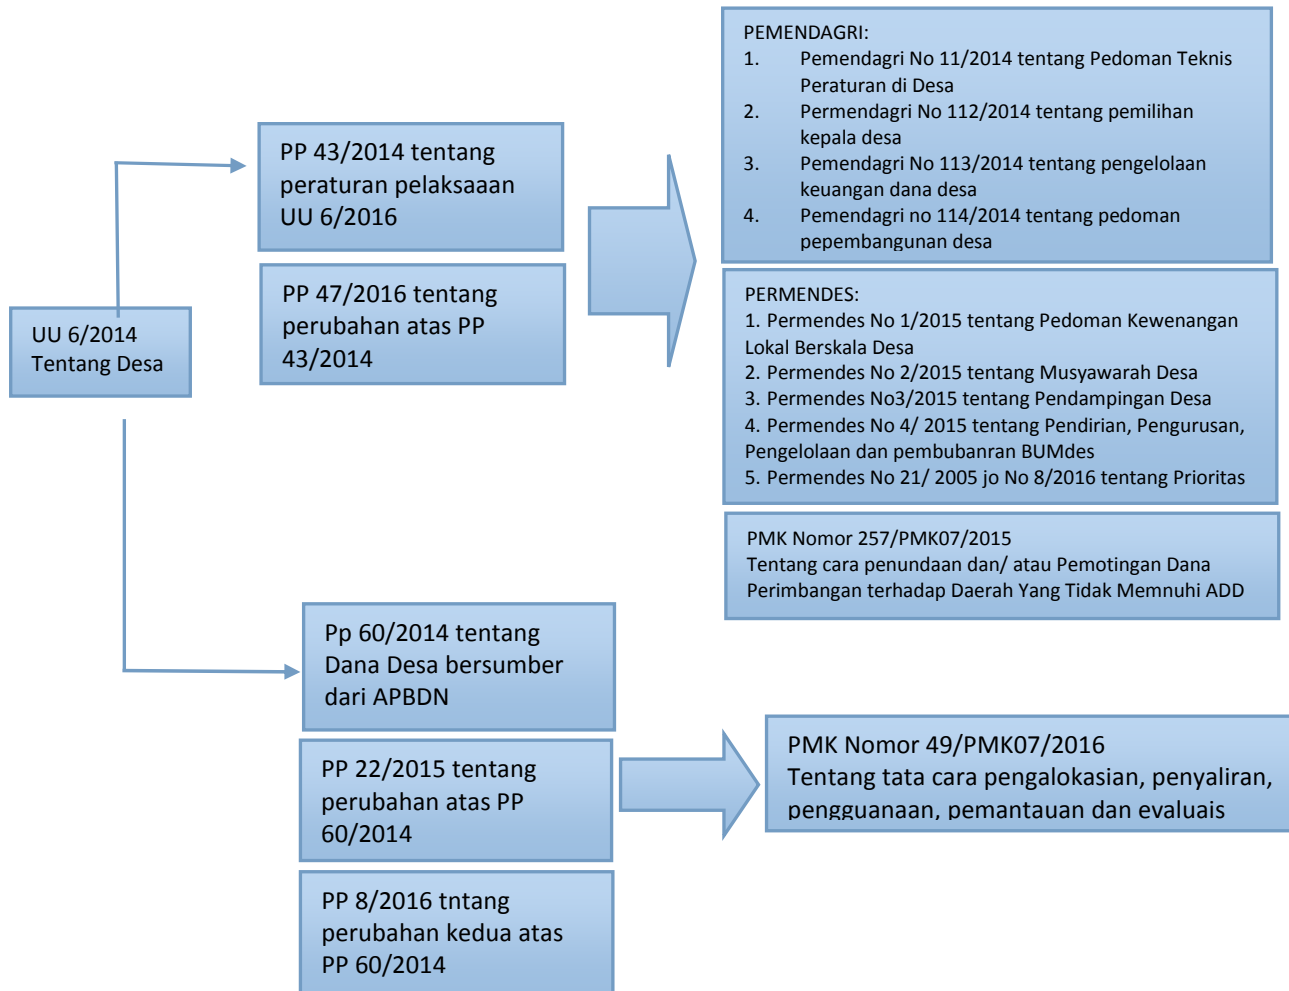 UU 6/2014
Tentang Desa
PP 43/2014 tentang
peraturan pelaksaaan
UU 6/2016
PP 47/2016 tentang
perubahan atas PP
43/2014
PEMENDAGRI:
1. Pemendagri No 11/2014 tentang Pedoman Teknis
Peraturan di Desa
2. Permendagri No 112/2014 tentang pemilihan
kepala desa
3. Pemendagri No 113/2014 tentang pengelolaan
keuangan dana desa
4. Pemendagri no 114/2014 tentang pedoman
pepembangunan desa
PERMENDES:
1. Permendes No 1/2015 tentang Pedoman Kewenangan
Lokal Berskala Desa
2. Permendes No 2/2015 tentang Musyawarah Desa
3. Permendes No3/2015 tentang Pendampingan Desa
4. Permendes No 4/ 2015 tentang Pendirian, Pengurusan,
Pengelolaan dan pembubanran BUMdes
5. Permendes No 21/ 2005 jo No 8/2016 tentang Prioritas
PMK Nomor 257/PMK07/2015
Tentang cara penundaan dan/ atau Pemotingan Dana
Perimbangan terhadap Daerah Yang Tidak Memnuhi ADD
Pp 60/2014 tentang
Dana Desa bersumber
dari APBDN
PP 22/2015 tentang
perubahan atas PP
60/2014
PP 8/2016 tntang
perubahan kedua atas
PP 60/2014
PMK Nomor 49/PMK07/2016
Tentang tata cara pengalokasian, penyaliran,
pengguanaan, pemantauan dan evaluais